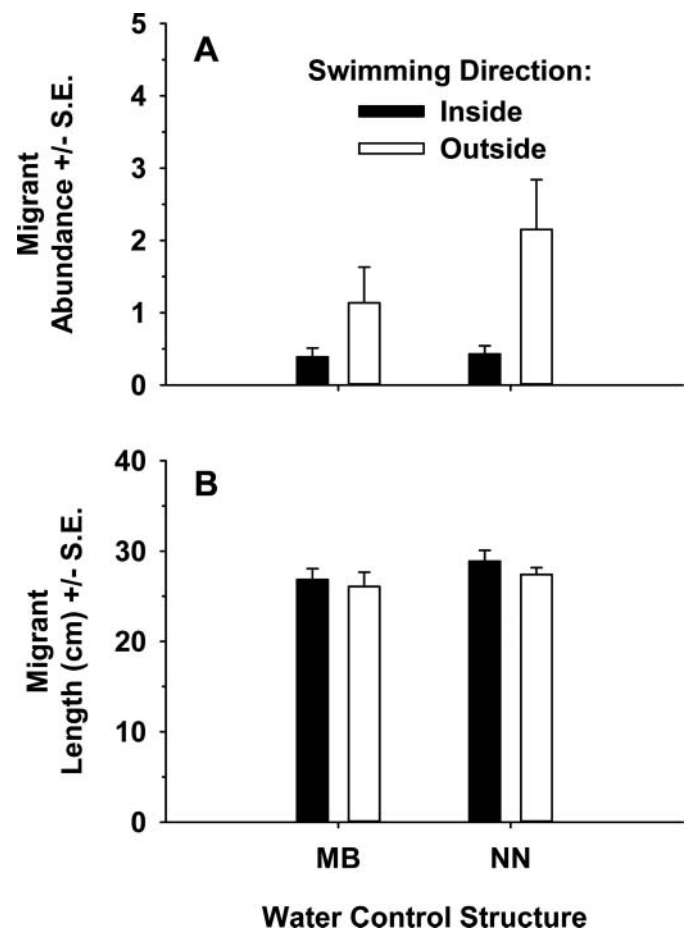 A
Swimming Direction:
Inside
Outside
Migrant
Abundance +/- S.E.
5
4
3
2
1
0
B
Migrant
Length (cm) +/- S.E.
40
30
20
10
0
MB NN
Water Control Structure